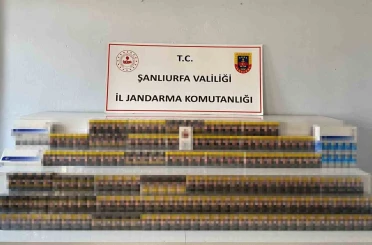 T.C.
ŞANLIURFA VALİLİĞİ
İL JANDARMA KOMUTANLIĞI